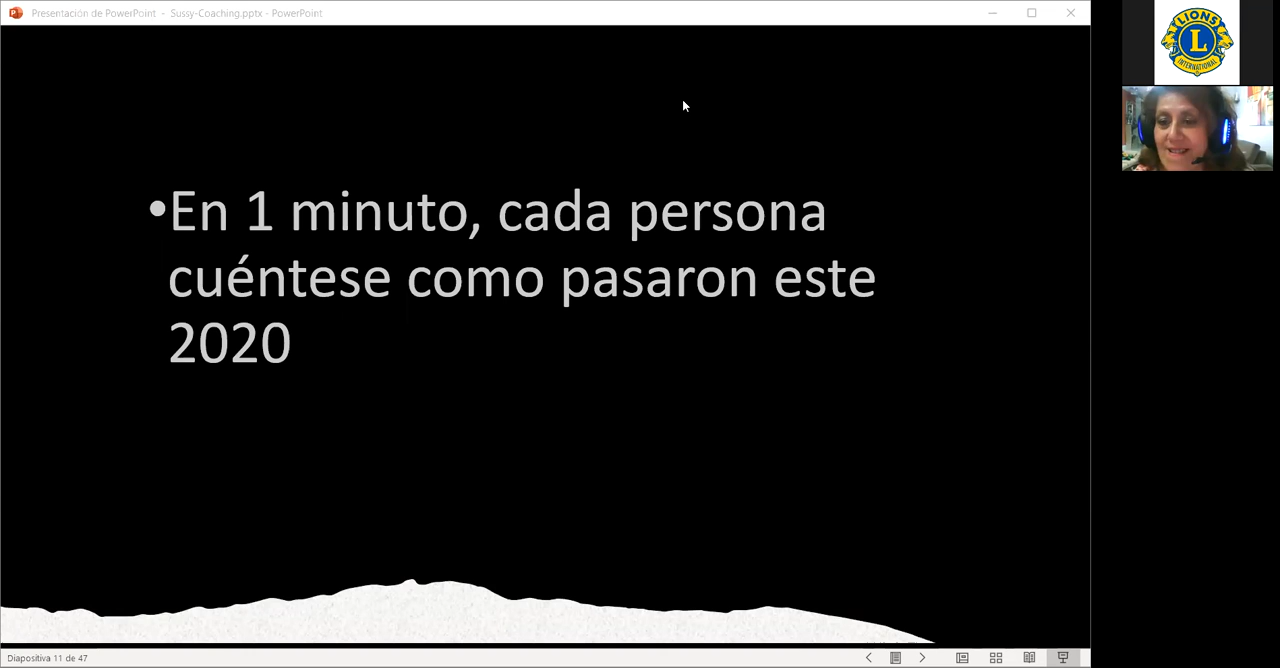 Presentación de PowerPoint - Sussy-Coaching.pptx - PowerPoint
LIONS
L
INTERNATIONAL
•En 1 minuto, cada persona
cuéntese como pasaron este
2020
Diapositiva 11 de 47